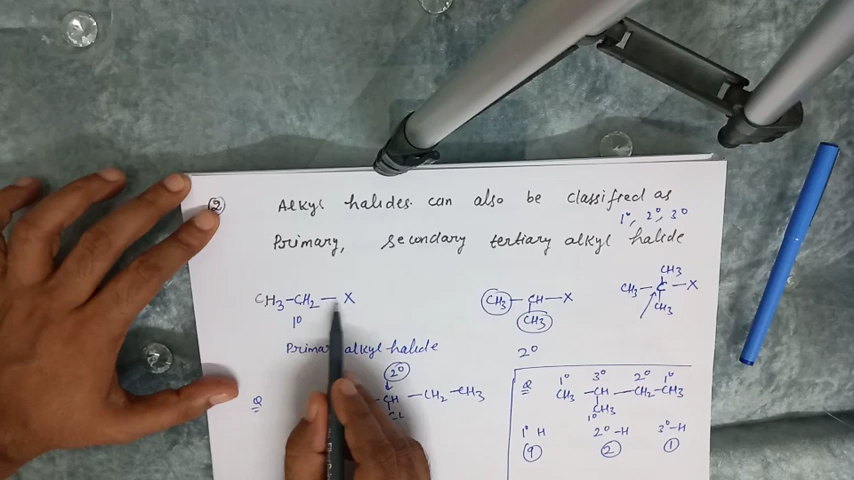 ②
Alkyl halides can also be classified as
1°, 2°, 3°
Primary, secondary tertiary alkyl halide
CH3-CH2-X
1°
Primary alkyl halide
CH3-CH-X
CH3
2°
CH3
CH3-C-X
CH3
Q
2°
CH-CH2-CH3
CL
Q
1° 3° 2° 1°
CH3-CH-CH2-CH3
CH3
1°
1° H 2°-H 3°-H
9 2 1